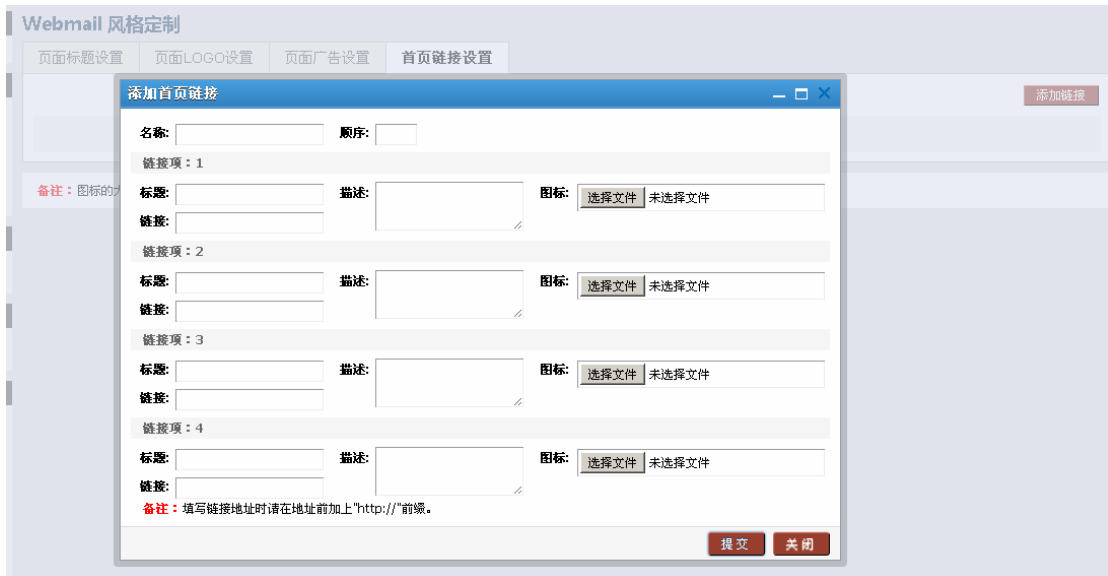 Webmail 风格定制
页面标题设置 页面LOGO设置 页面广告设置 首页链接设置
添加首页链接
添加链接
名称: 顺序:
链接项：1
标题: 描述: 图标: 选择文件 未选择文件
链接:
链接项：2
标题: 描述: 图标: 选择文件 未选择文件
链接:
链接项：3
标题: 描述: 图标: 选择文件 未选择文件
链接:
链接项：4
标题: 描述: 图标: 选择文件 未选择文件
链接:
备注：图标的大
备注：填写链接地址时请在地址前加上"http://"前缀。
提交 关闭